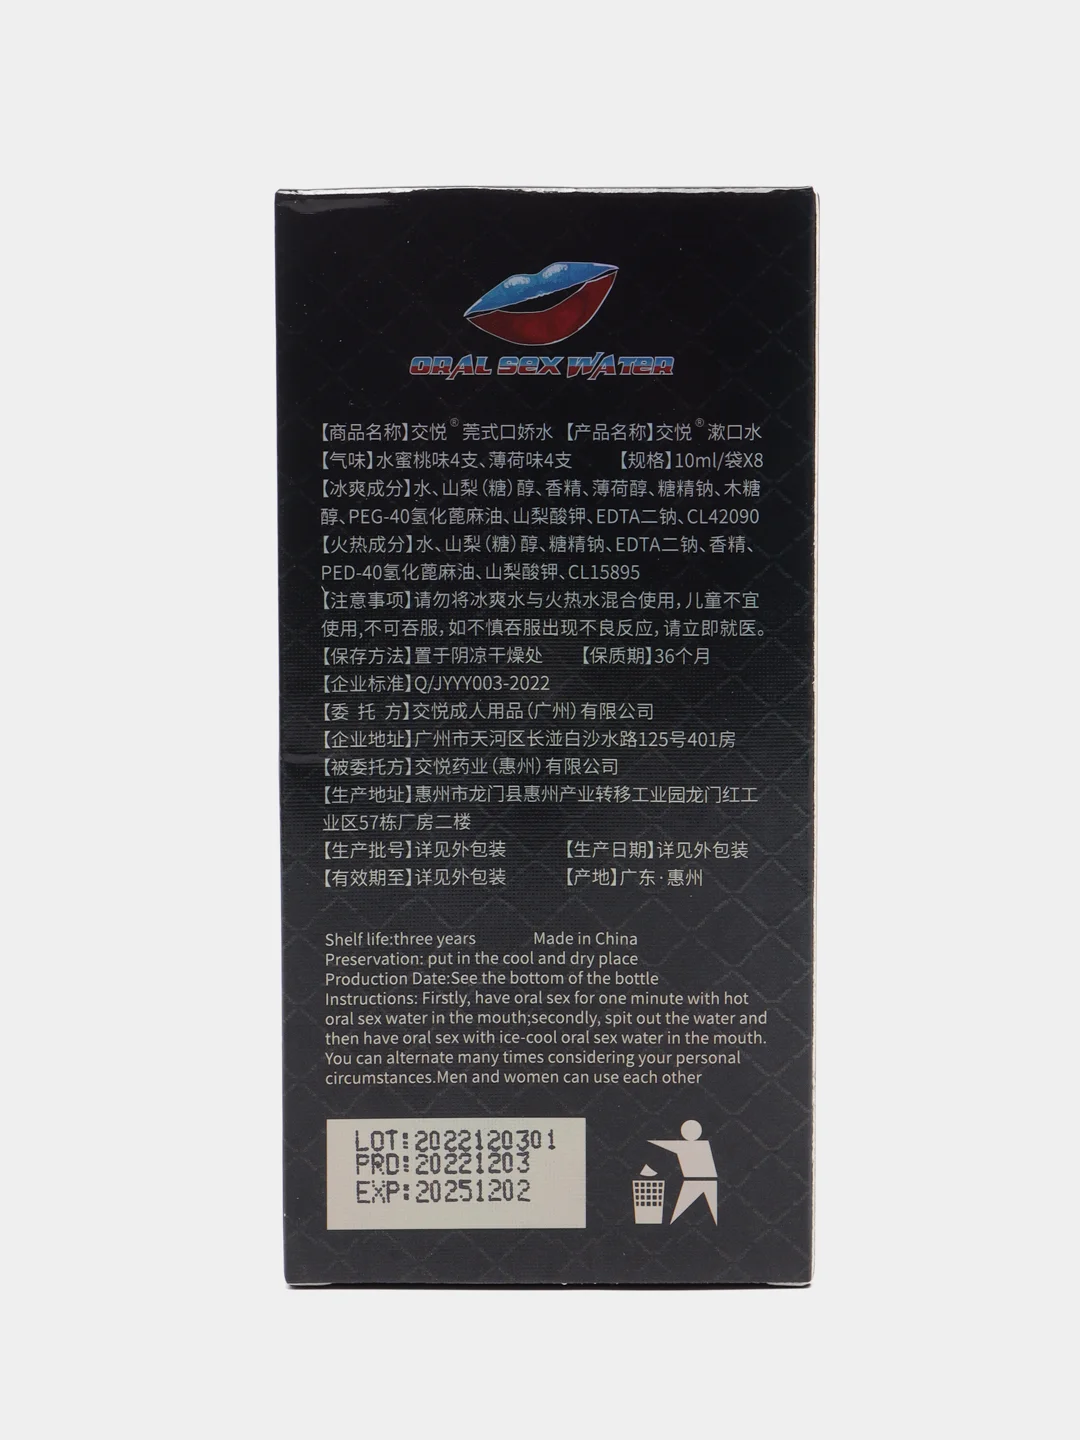 ORAL SEX WATER
【商品名称】交悦®莞式口娇水 【产品名称】交悦®漱口水
【气味】水蜜桃味4支、薄荷味4支 【规格】10ml/袋X8
【冰爽成分】水、山梨(糖)醇、香精、薄荷醇、糖精钠、木糖
醇、PEG-40氢化蓖麻油、山梨酸钾、EDTA二钠、CL42090
【火热成分】水、山梨(糖)醇、糖精钠、EDTA二钠、香精、
PED-40氢化蓖麻油、山梨酸钾、CL15895
【注意事项】请勿将冰爽水与火热水混合使用,儿童不宜
使用,不可吞服,如不慎吞服出现不良反应,请立即就医。
【保存方法】置于阴凉干燥处 【保质期】36个月
【企业标准】Q/JYYY003-2022
【委 托 方】交悦成人用品(广州)有限公司
【企业地址】广州市天河区长湴白沙水路125号401房
【被委托方】交悦药业(惠州)有限公司
【生产地址】惠州市龙门县惠州产业转移工业园龙门红工
业区57栋厂房二楼
【生产批号】详见外包装 【生产日期】详见外包装
【有效期至】详见外包装 【产地】广东·惠州
Shelf life:three years Made in China
Preservation: put in the cool and dry place
Production Date:See the bottom of the bottle
Instructions: Firstly, have oral sex for one minute with hot
oral sex water in the mouth;secondly, spit out the water and
then have oral sex with ice-cool oral sex water in the mouth.
You can alternate many times considering your personal
circumstances.Men and women can use each other
LOT:2022120301
PRD:20221203
EXP:20251202